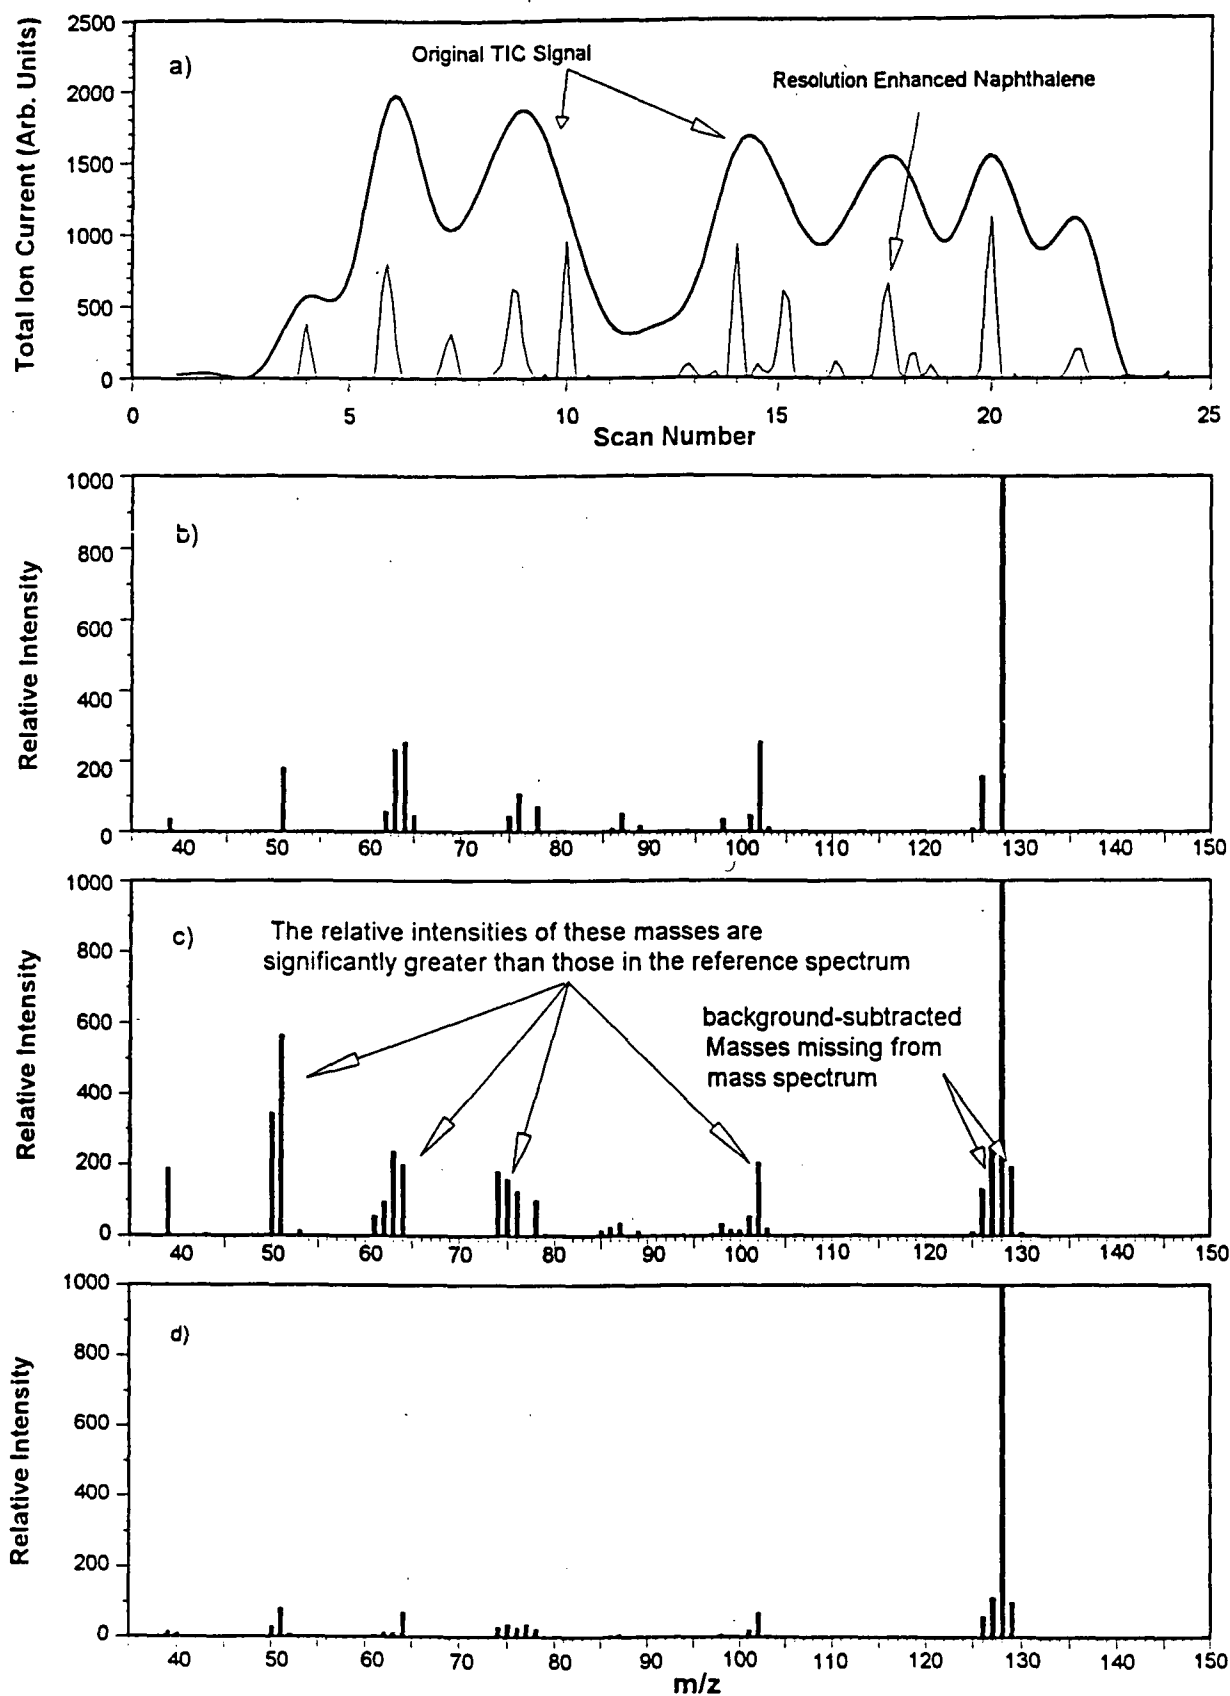 Total Ion Current (Arb. Units)
2500
2000
1500
1000
500
0
a)
Original TIC Signal
Resolution Enhanced Naphthalene
0 5 10 15 20 25
Scan Number
Relative Intensity
1000
800
600
400
200
0
b)
40 50 60 70 80 90 100 110 120 130 140 150
Relative Intensity
1000
800
600
400
200
0
c)
The relative intensities of these masses are
significantly greater than those in the reference spectrum
background-subtracted
Masses missing from
mass spectrum
40 50 60 70 80 90 100 110 120 130 140 150
Relative Intensity
1000
800
600
400
200
0
d)
40 50 60 70 80 90 100 110 120 130 140 150
m/z